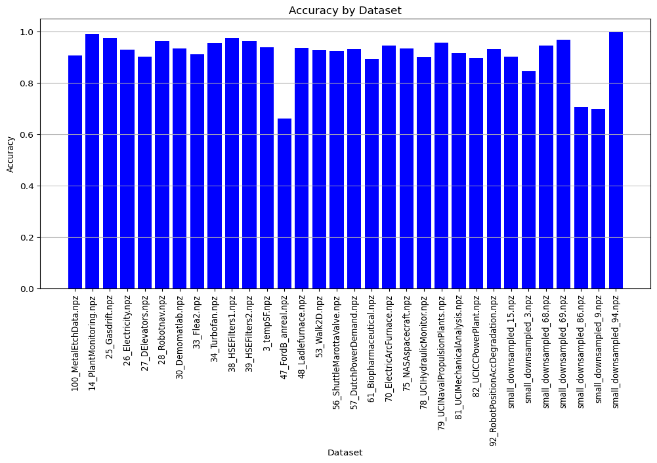 Accuracy by Dataset
1.0
0.8
0.6
0.4
0.2
0.0
Accuracy
100_MetalEtchData.npz
14_PlantMonitoring.npz
25_Gasdrift.npz
26_Electricity.npz
27_DElevators.npz
28_Robotnav.npz
30_Demomatlab.npz
33_Flea2.npz
34_Turbofan.npz
38_HSEFilters1.npz
39_HSEFilters2.npz
3_tempSF.npz
47_FordB_anreal.npz
48_Ladlefurnace.npz
53_Walk2D.npz
56_ShuttleMarottaValve.npz
57_DutchPowerDemand.npz
61_Biopharmaceutical.npz
70_ElectricArcFurnace.npz
75_NASAspacecraft.npz
78_UCIHydraulicMonitor.npz
79_UCINavalPropulsionPlants.npz
81_UCIMechanicalAnalysis.npz
82_UCICCPowerPlant.npz
92_RobotPositionAccDegradation.npz
small_downsampled_15.npz
small_downsampled_3.npz
small_downsampled_68.npz
small_downsampled_69.npz
small_downsampled_86.npz
small_downsampled_9.npz
small_downsampled_94.npz
Dataset